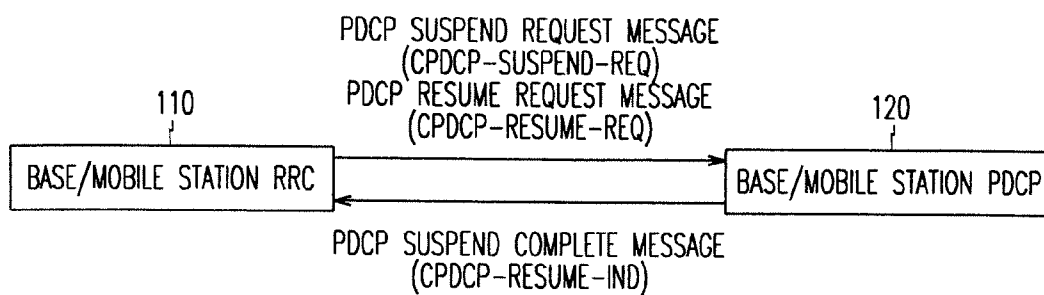 PDCP SUSPEND REQUEST MESSAGE
(CPDCP-SUSPEND-REQ)
PDCP RESUME REQUEST MESSAGE
(CPDCP-RESUME-REQ)
110
120
BASE/MOBILE STATION RRC
BASE/MOBILE STATION PDCP
PDCP SUSPEND COMPLETE MESSAGE
(CPDCP-RESUME-IND)